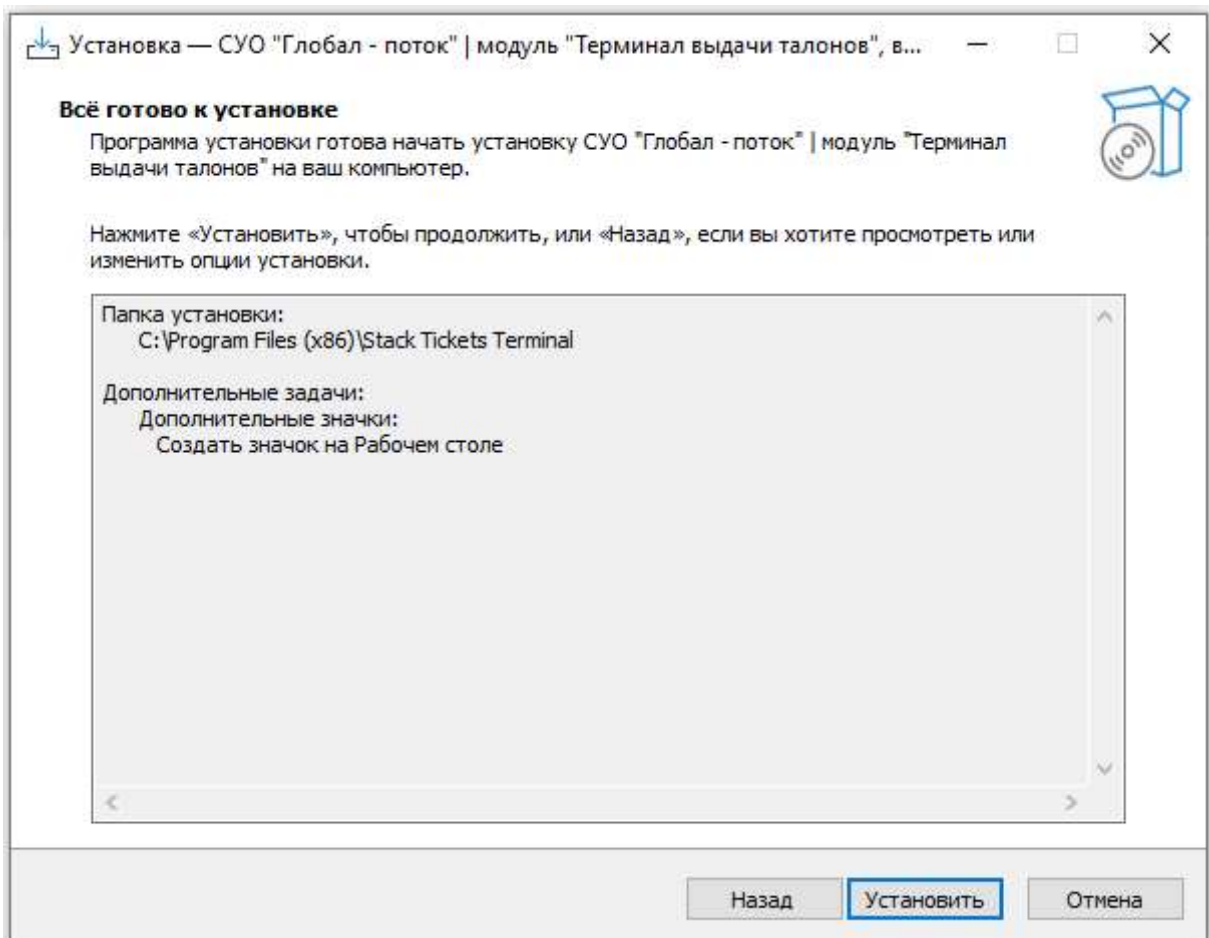 Установка — СУО "Глобал - поток" | модуль "Терминал выдачи талонов", в...
Всё готово к установке
Программа установки готова начать установку СУО "Глобал - поток" | модуль "Терминал
выдачи талонов" на ваш компьютер.
Нажмите «Установить», чтобы продолжить, или «Назад», если вы хотите просмотреть или
изменить опции установки.
Папка установки:
C:\Program Files (x86)\Stack Tickets Terminal
Дополнительные задачи:
Дополнительные значки:
Создать значок на Рабочем столе
Назад
Установить
Отмена